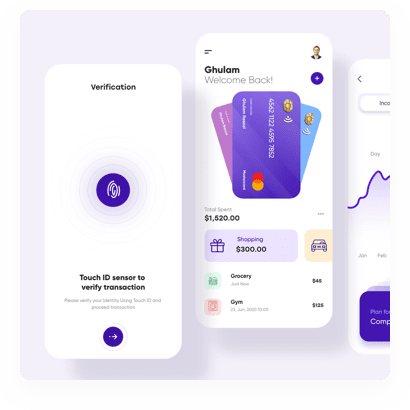 Verification
Touch ID sensor to
verify transaction
Please verify your identity Using Touch ID and
proceed transaction
Ghulam
Welcome Back!
4562 1122 4595 7852
Ghulam Rasool
Mastercard
Total Spent
$1,520.00
Shopping
$300.00
Grocery
Just Now
$45
Gym
23, Jun, 2020 10:00
$125
Inco
Day
Jan Feb
Plan fo
Comp